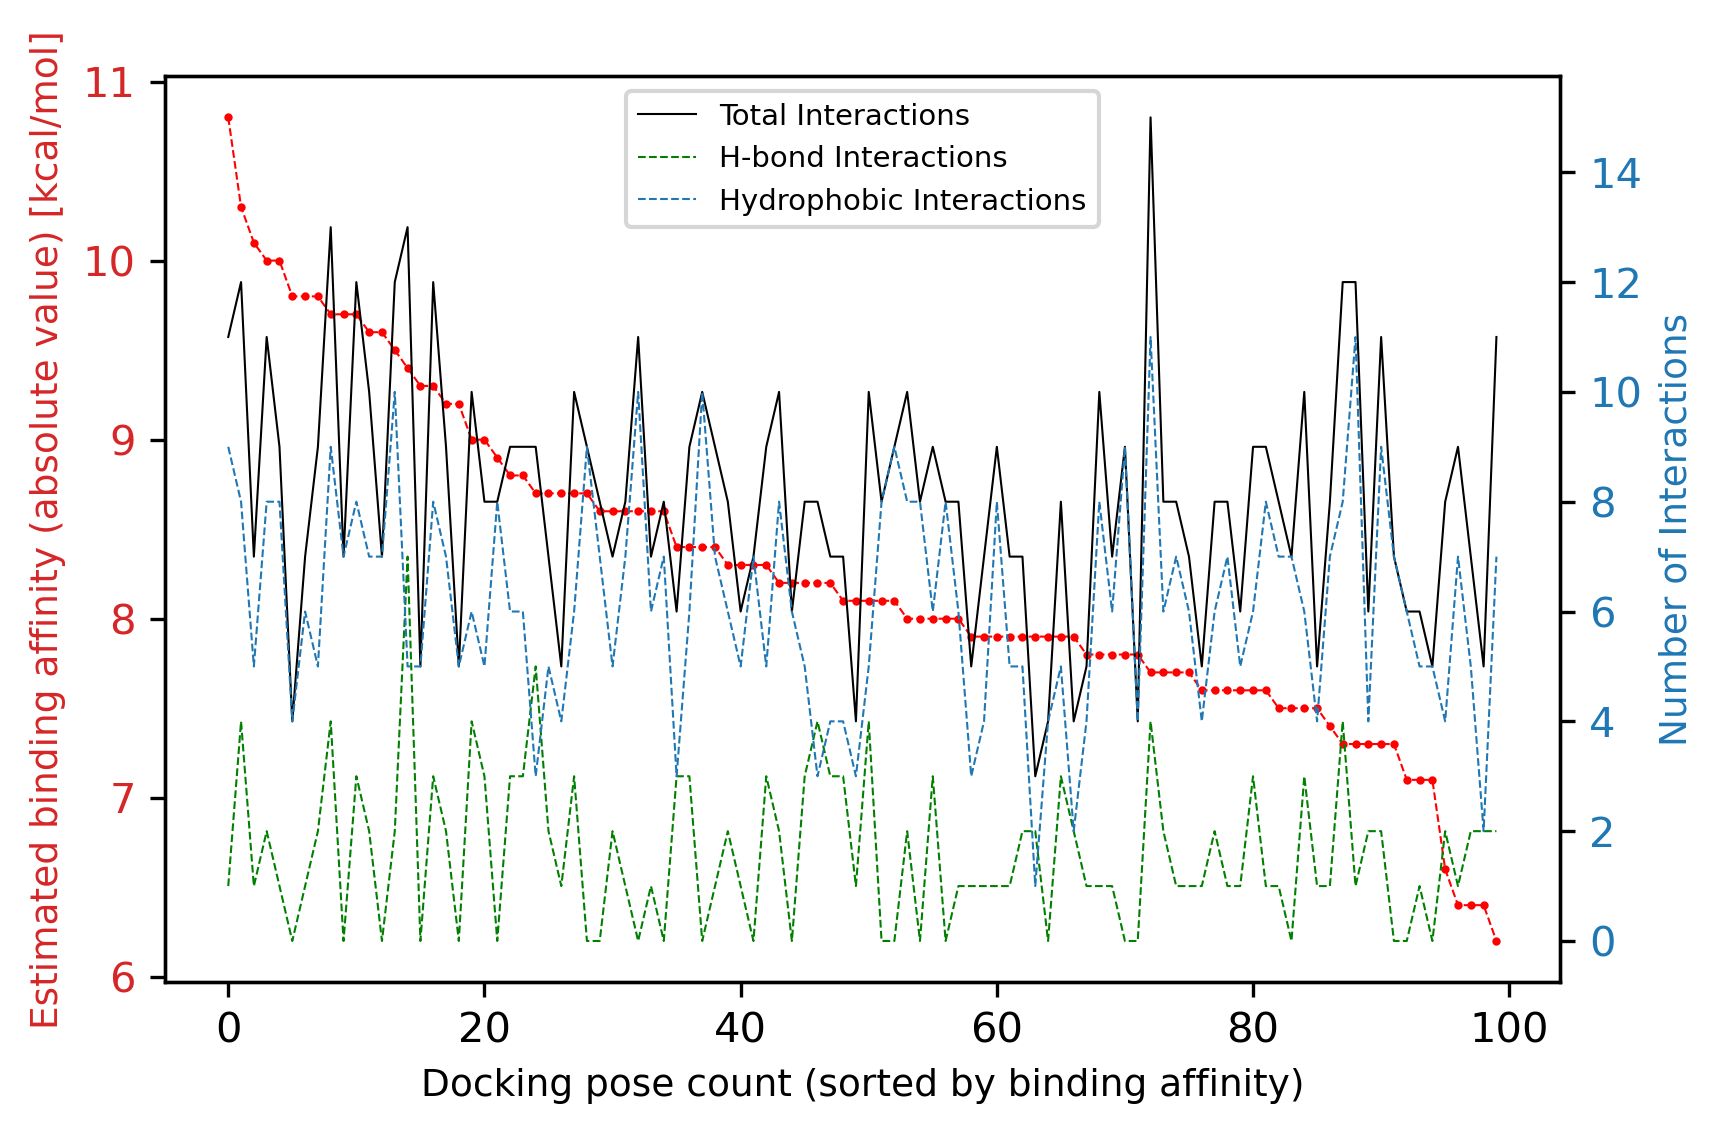 Estimated binding affinity (absolute value) [kcal/mol]
11
10
9
8
7
6
Total Interactions
H-bond Interactions
Hydrophobic Interactions
14
12
10
8
6
4
2
0
Number of Interactions
0 20 40 60 80 100
Docking pose count (sorted by binding affinity)